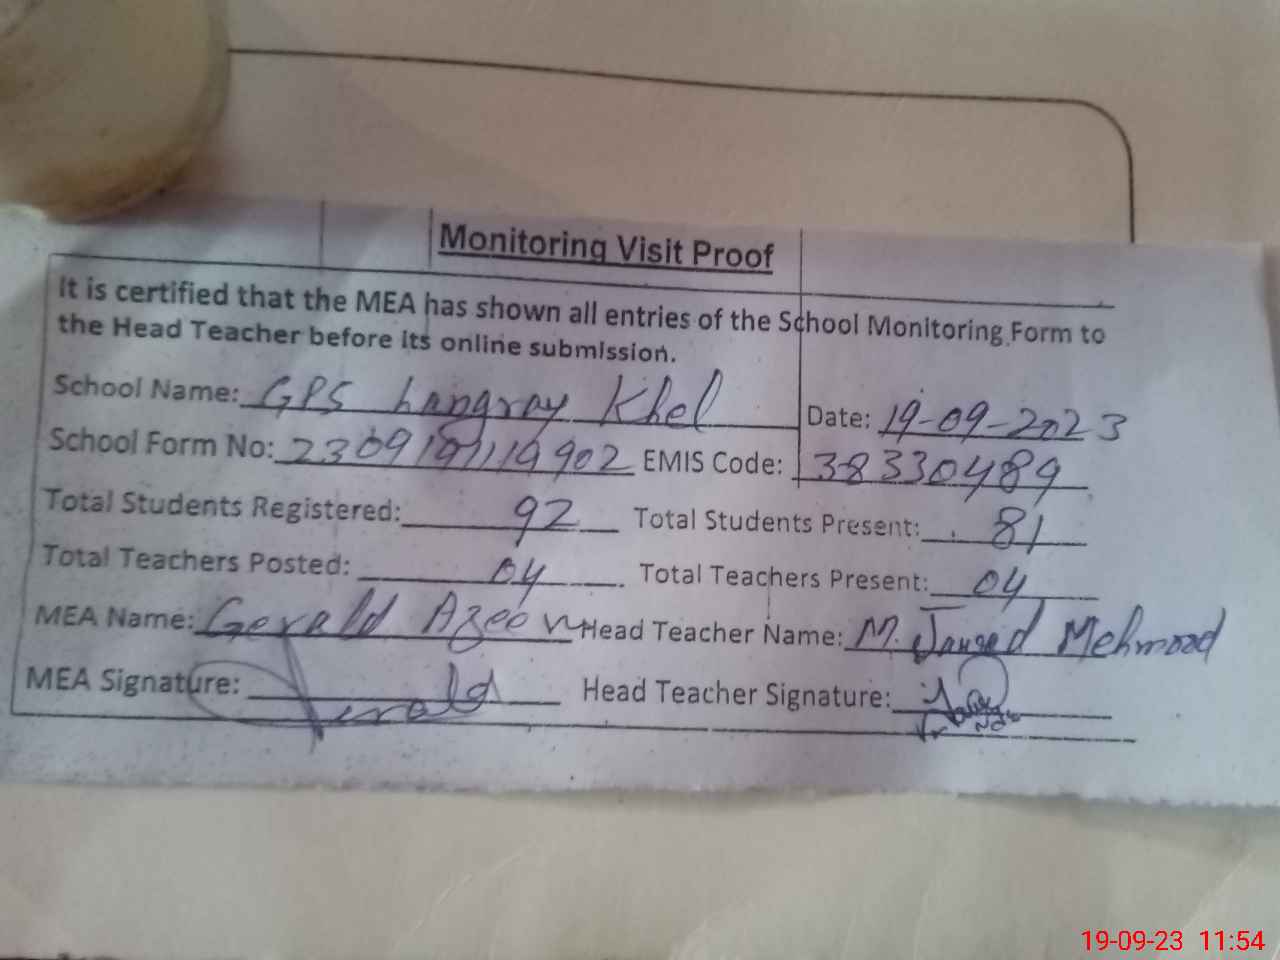 Monitoring Visit Proof
It is certified that the MEA has shown all entries of the School Monitoring Form to
the Head Teacher before its online submission.
School Name: GPS Langray Khel
Date: 19-09-2023
School Form No: 230919119902 EMIS Code: 38330489
Total Students Registered: 92 Total Students Present: 81
Total Teachers Posted: 04 Total Teachers Present: 04
MEA Name: Gerald Azeem Head Teacher Name: M. Javed Mehmood
MEA Signature: Gerald Head Teacher Signature:
19-09-23 11:54